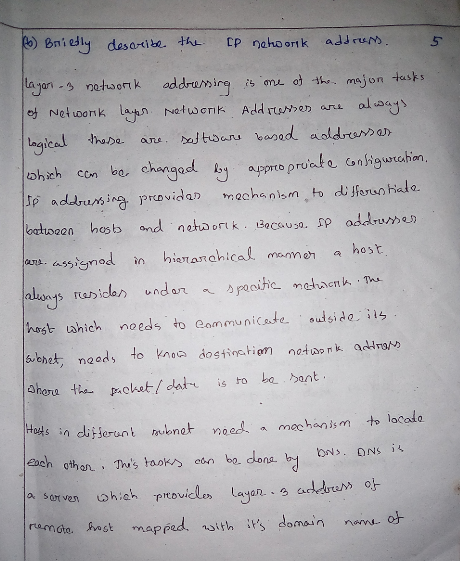 (b) Briefly describe the IP network address. 5
Layer-3 network addressing is one of the major tasks
of Network layer Network Addresses are always
logical these are software based addresses
which can be changed by appropriate configuration.
IP addressing provides mechanism to differentiate
between hosts and network. Because IP addresses
are assigned in hierarchical manner a host
always resides under a specific network. The
host which needs to communicate outside its
subnet, needs to know destination network address
where the packet/data is to be sent.
Hosts in different subnet need a mechanism to locate
each other. This tasks can be done by DNS. DNS is
a server which provides layer-3 address of
remote host mapped with it's domain name of